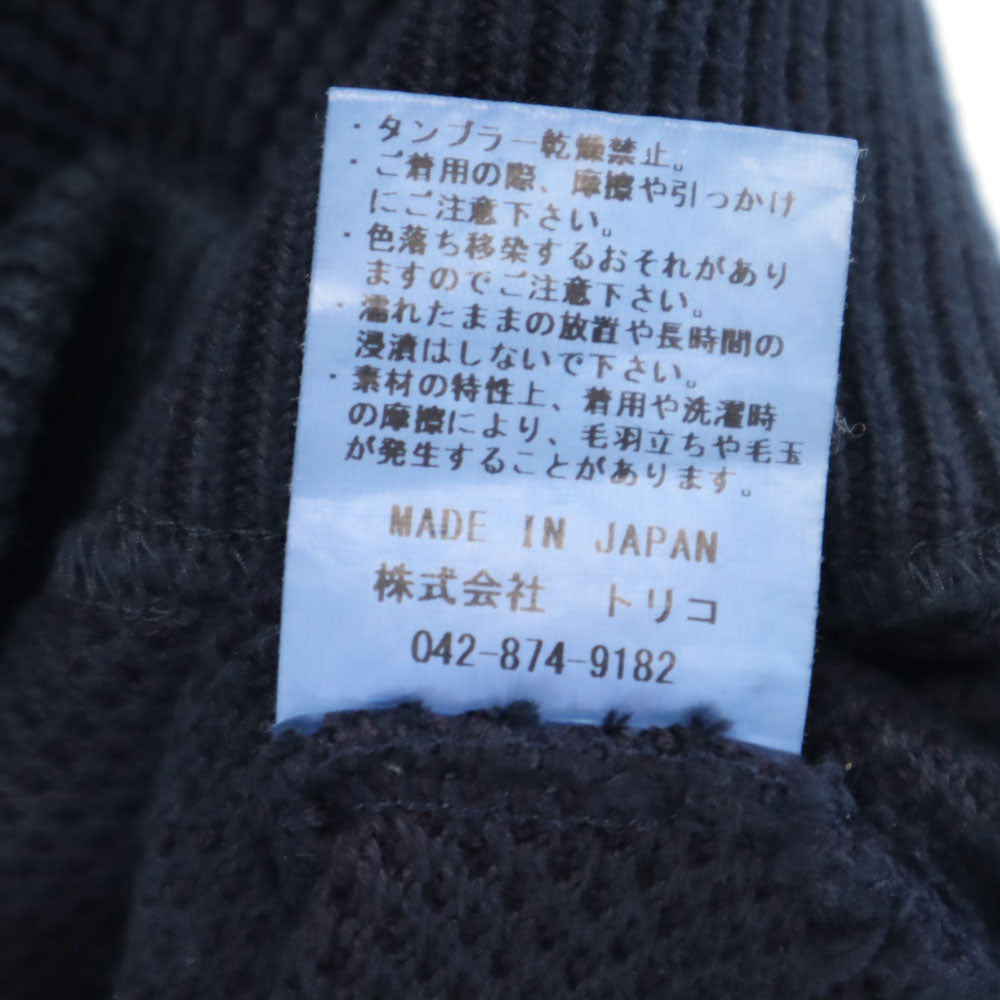 ・タンブラー乾燥禁止。
・ご着用の際、摩擦や引っかけ
にご注意下さい。
・色落ち移染するおそれがあり
ますのでご注意下さい。
・濡れたままの放置や長時間の
浸漬はしないで下さい。
・素材の特性上、着用や洗濯時
の摩擦により、毛羽立ちや毛玉
が発生することがあります。
MADE IN JAPAN
株式会社 トリコ
042-874-9182